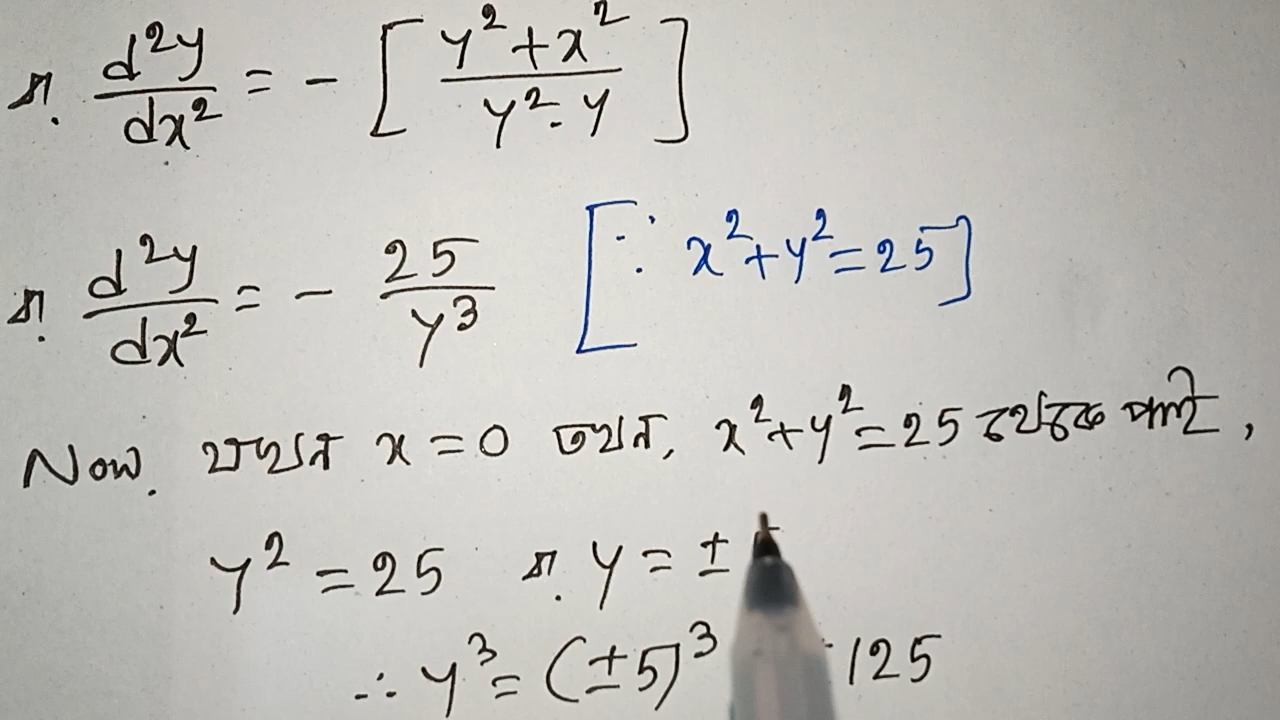 বা. d²y/dx² = - [ (y² + x²)/(y² · y) ]
বা. d²y/dx² = - 25/y³ [∵ x² + y² = 25]
Now. যখন x = 0 তখন, x² + y² = 25 থেকে পাই,
y² = 25 বা. y = ±
∴ y³ = (±5)³ 125